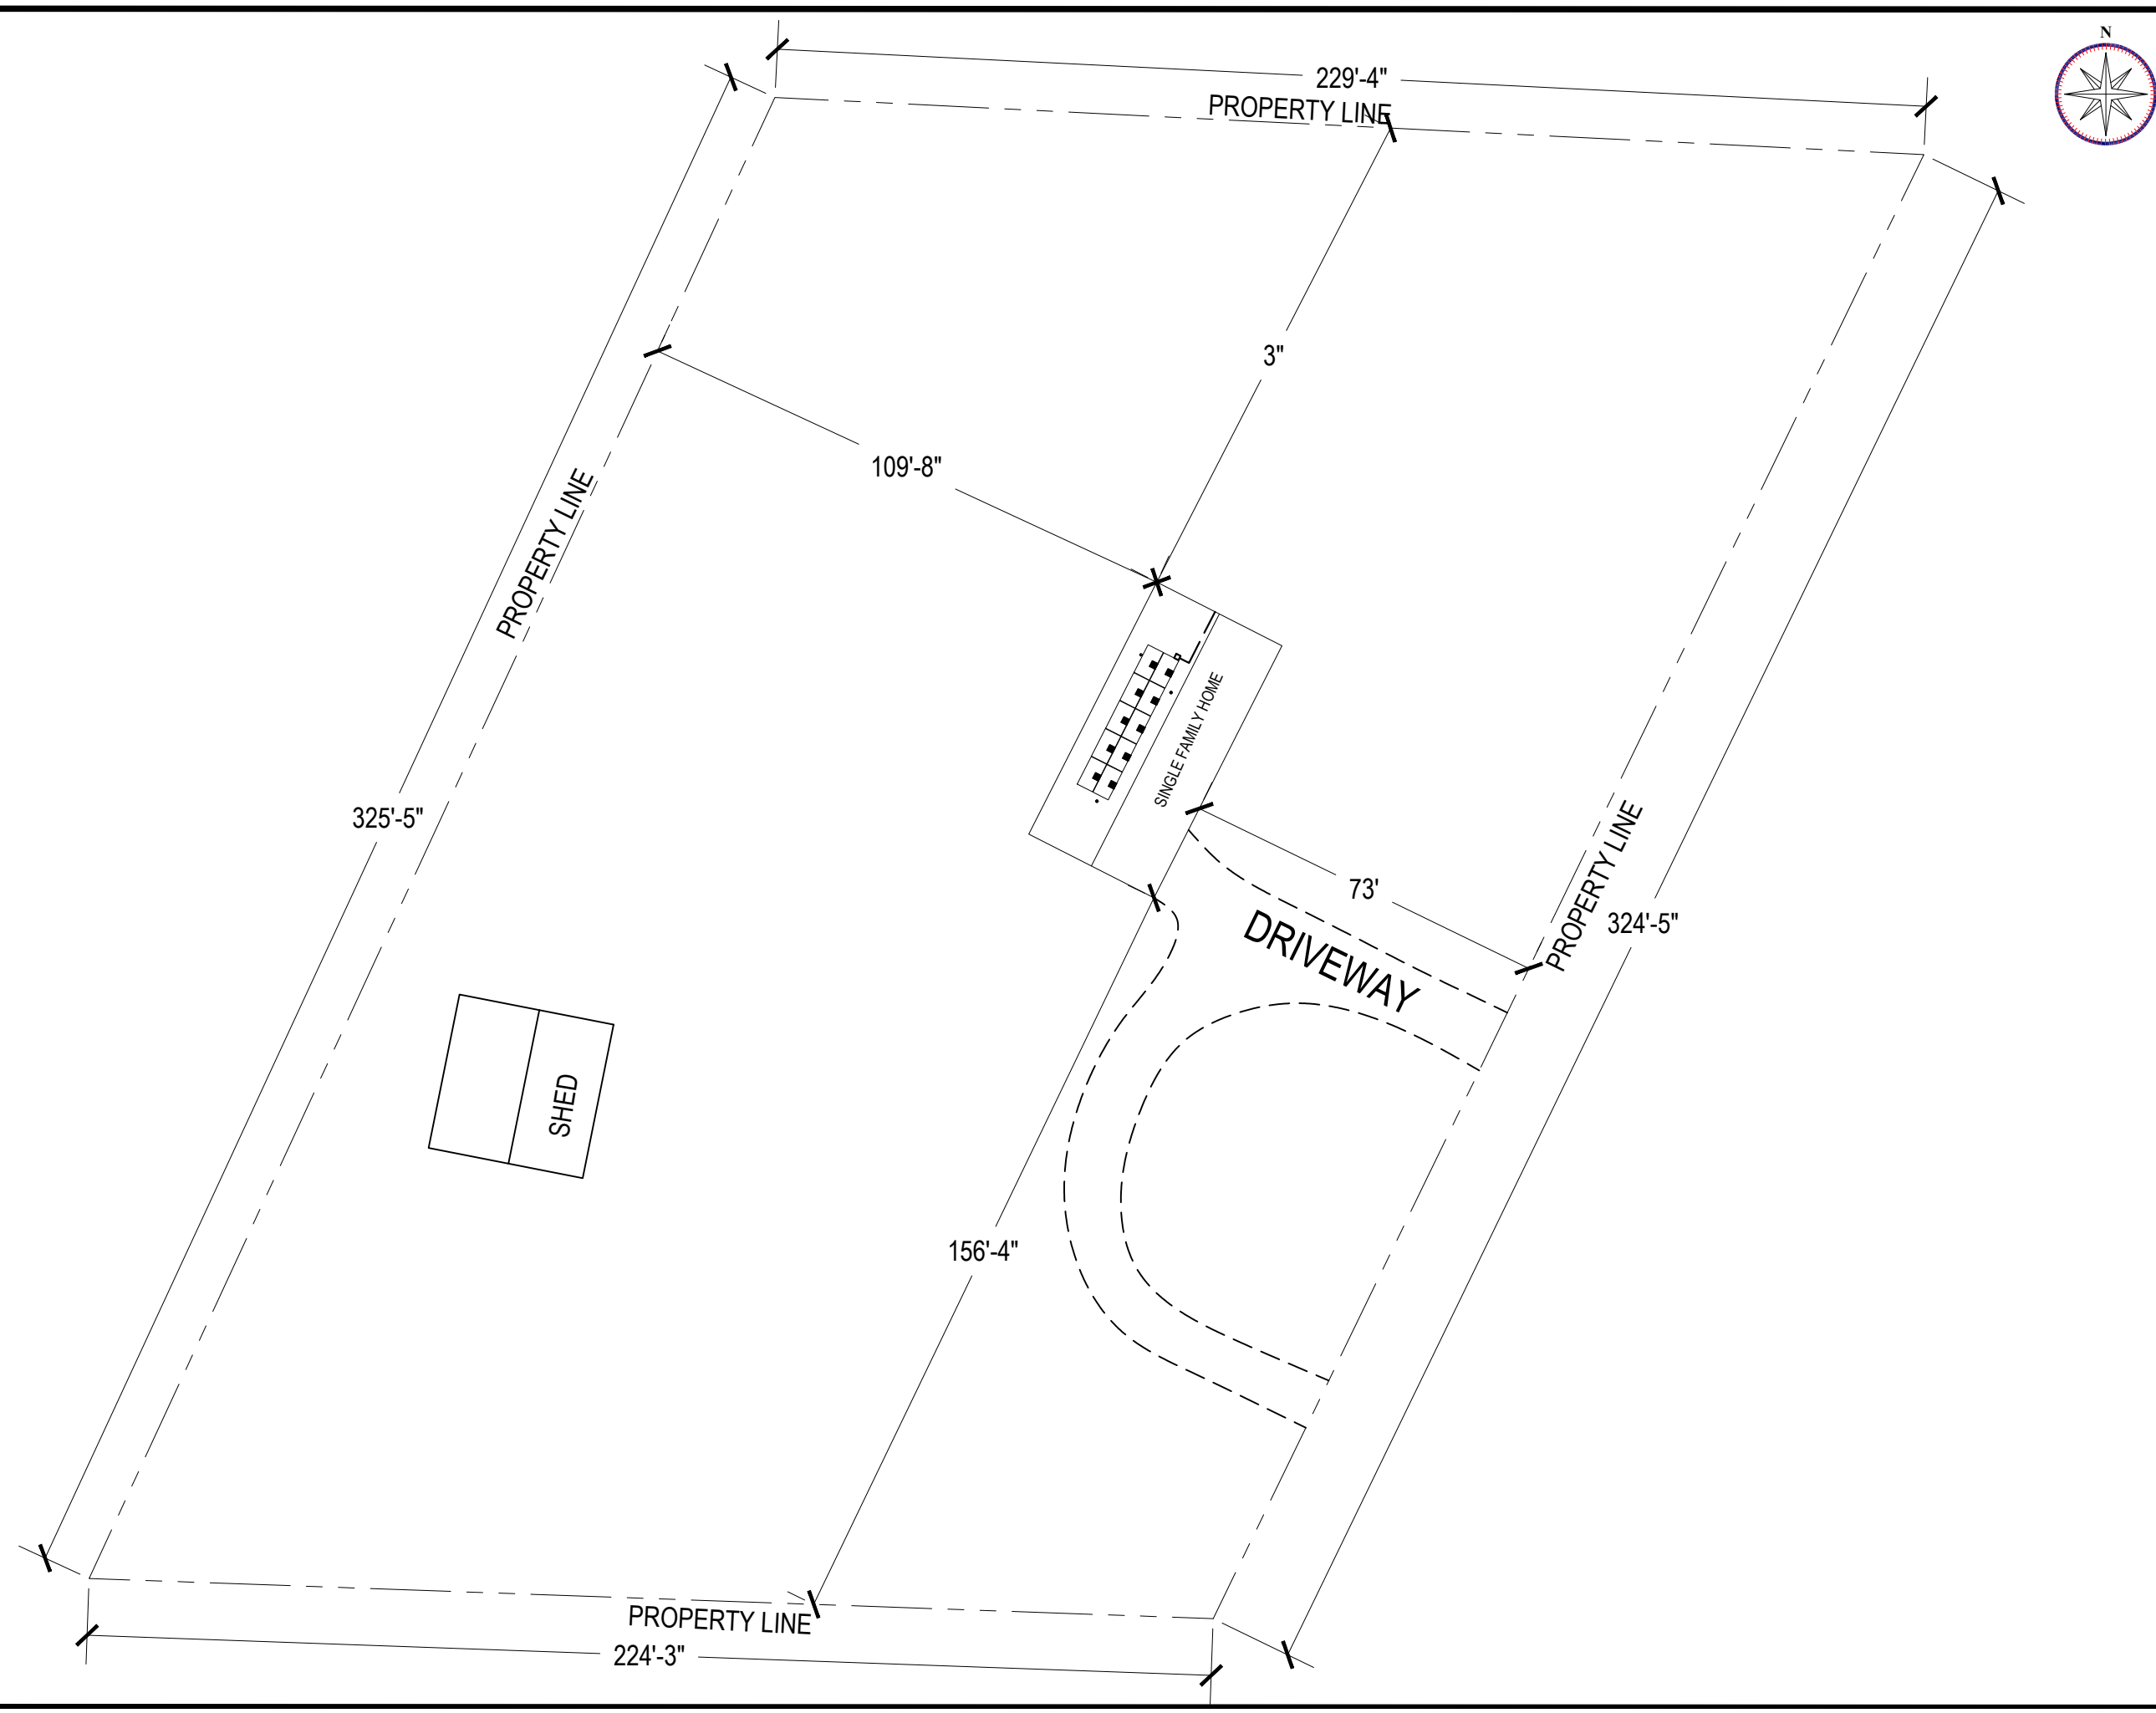 N
229'-4"
PROPERTY LINE
3"
109'-8"
PROPERTY LINE
SINGLE FAMILY HOME
325'-5"
73'
PROPERTY LINE
324'-5"
DRIVEWAY
SHED
156'-4"
PROPERTY LINE
224'-3"